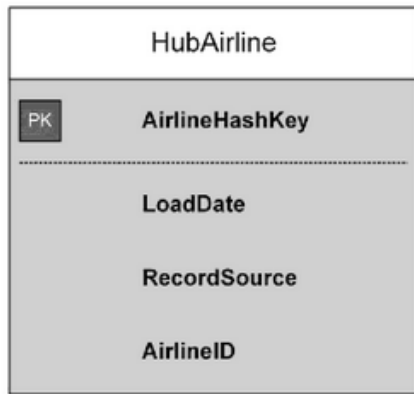 HubAirline
PK AirlineHashKey
LoadDate
RecordSource
AirlineID